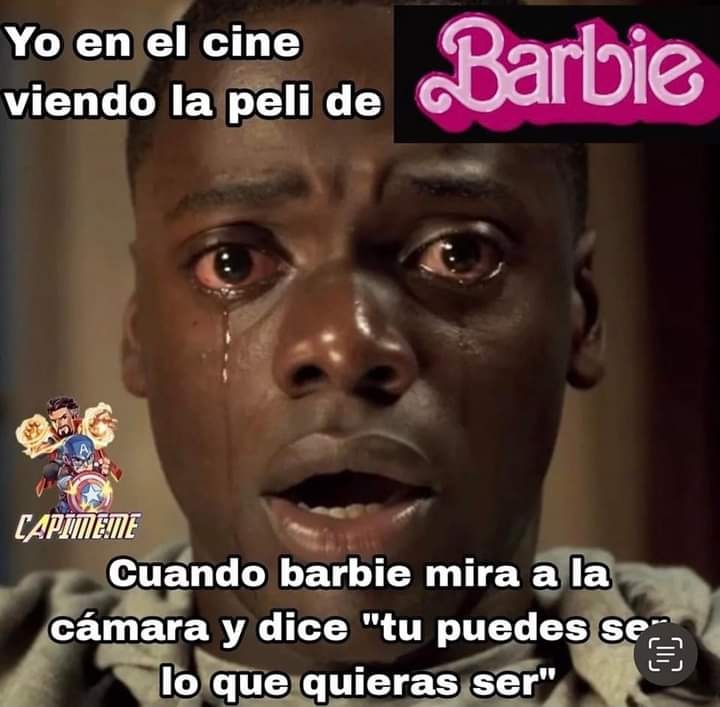 Yo en el cine
viendo la peli de
Barbie
CAPIMEME
Cuando barbie mira a la
cámara y dice "tu puedes ser
lo que quieras ser"